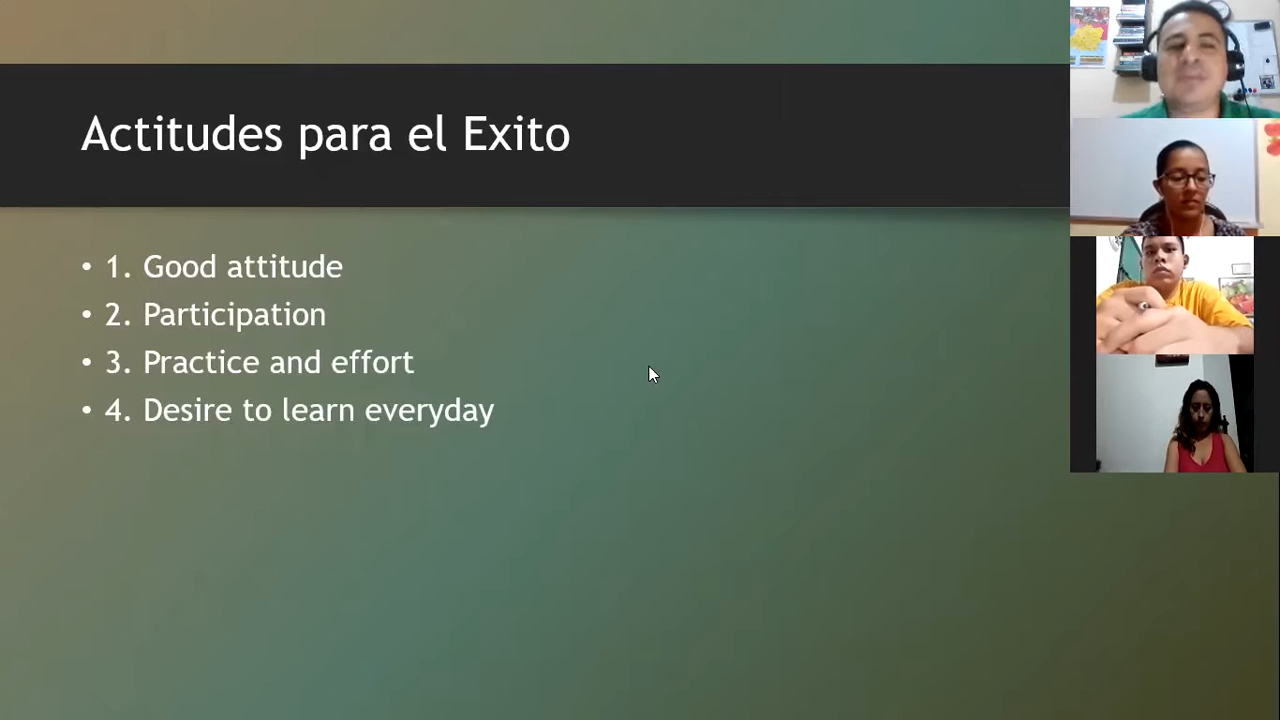 Actitudes para el Exito
• 1. Good attitude
• 2. Participation
• 3. Practice and effort
• 4. Desire to learn everyday